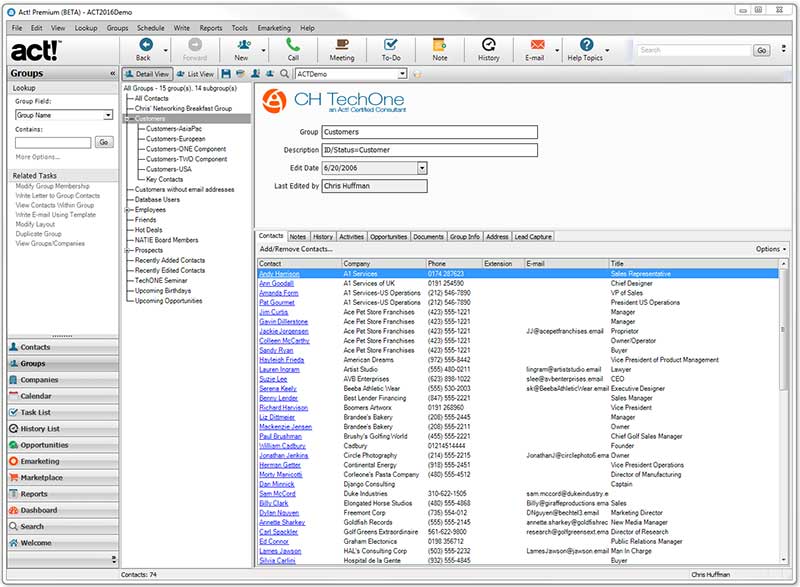 Act! Premium (BETA) - ACT2016Demo
File Edit View Lookup Groups Schedule Write Reports Tools Emarketing Help
act!
Back Forward New Call Meeting To-Do Note History E-mail Help Topics Search Go
Groups «
Detail View List View ACTDemo
Lookup
Group Field:
Group Name
Contains:
Go
More Options...
Related Tasks
Modify Group Membership
Write Letter to Group Contacts
View Contacts Within Group
Write E-mail Using Template
Modify Layout
Duplicate Group
View Groups/Companies
Contacts
Groups
Companies
Calendar
Task List
History List
Opportunities
Emarketing
Marketplace
Reports
Dashboard
Search
Welcome
All Groups - 15 group(s), 14 subgroup(s)
All Contacts
Chris' Networking Breakfast Group
Customers
Customers-AsiaPac
Customers-European
Customers-ONE Component
Customers-TWO Component
Customers-USA
Key Contacts
Customers without email addresses
Database Users
Employees
Friends
Hot Deals
NATIE Board Members
Prospects
Recently Added Contacts
Recently Edited Contacts
TechONE Seminar
Upcoming Birthdays
Upcoming Opportunities
CH TechOne
an Act! Certified Consultant
Group Customers
Description ID/Status=Customer
Edit Date 6/20/2006
Last Edited by Chris Huffman
Contacts Notes History Activities Opportunities Documents Group Info Address Lead Capture
Add/Remove Contacts... Options
Contact Company Phone Extension E-mail Title
Andy Harrison A1 Services 0174 287623 Sales Representative
Ann Goodall A1 Services of UK 0191 254590 Chief Designer
Amanda Form A1 Services-US Operations (212) 546-7890 VP of Sales
Pat Gourmet A1 Services-US Operations (212) 546-7890 President US Operations
Jim Curtis Ace Pet Store Franchises (423) 555-1221 Manager
Gavin Dillerstone Ace Pet Store Franchises (423) 555-1221 Manager
Jackie Jorgensen Ace Pet Store Franchises (423) 555-1221 JJ@acepetfranchises.email Proprietor
Colleen McCarthy Ace Pet Store Franchises (423) 555-1221 Owner/Operator
Sandy Ryan Ace Pet Store Franchises (423) 555-1221 Buyer
Hayleigh Frieda American Dreams (972) 555-8442 Vice President of Product Management
Lauren Ingram Artist Studio (555) 480-0211 lingram@artiststudio.email Lawyer
Suzie Lee AVB Enterprises (623) 898-1022 slee@avbenterprises.email CEO
Serena Keely Beeba Athletic Wear (555) 530-2003 sk@BeebaAthleticWear.email Executive Designer
Benny Lender Best Lender Financing (847) 555-2221 Sales Manager
Richard Harvison Boomers Artworx 0191 268960 Vice President
Liz Dittmeier Brandee's Bakery (208) 555-2445 Manager
Mackenzie Jensen Brandee's Bakery (208) 555-2211 Owner
Paul Brushman Brushy's Golfing World (455) 555-2221 Chief Golf Sales Manager
William Cadbury Cadbury 01214514444 Founder
Jonathan Jenkins Circle Photography (214) 555-2215 JonathanJ@circlephoto6.ema Owner
Herman Getter Continental Energy (918) 555-2451 Vice President Operations
Morty Manicotti Corleone's Pasta Company (480) 555-4512 Director of Manufacturing
Dan Minnick Django Consulting Captain
Sam McCord Duke Industries 310-622-1505 sam.mccord@dukeindustry.e
Billy Clark Elongated Horse Studios (480) 555-4868 Billy@giraffeproductions.ema Sales
Dylan Nguyen Freemont Corp (735) 554-012 DNguyen@bechtel3.email Marketing Director
Annette Sharkey Goldfish Records (555) 555-2145 annette.sharkey@goldfishrec New Media Manager
Carl Spackler Golf Greens Extraordinare 561-622-9800 research@golfgreensext.emai Director of Research
Ed Connor Graham Electronics 0198 356712 Public Relations Manager
James Jawson HAL's Consulting Corp (503) 555-2232 LamesJawson@jawson.email Man In Charge
Silvia Carlini Hospital de la Gente (832) 555-8945 Buyer
Contacts: 74 Chris Huffman